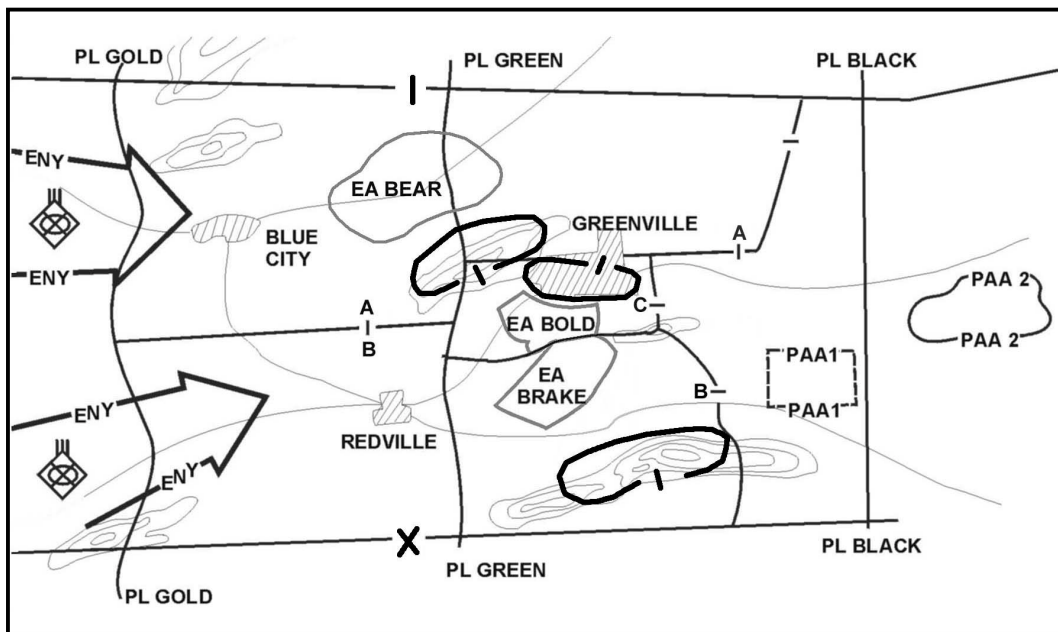 PL GOLD
PL GREEN
PL BLACK
I
ENY
EA BEAR
GREENVILLE
BLUE
CITY
A
ENY
PAA 2
C
EA BOLD
A
B
PAA 2
EA
BRAKE
PAA1
B
PAA1
ENY
REDVILLE
ENY
X
PL BLACK
PL GREEN
PL GOLD